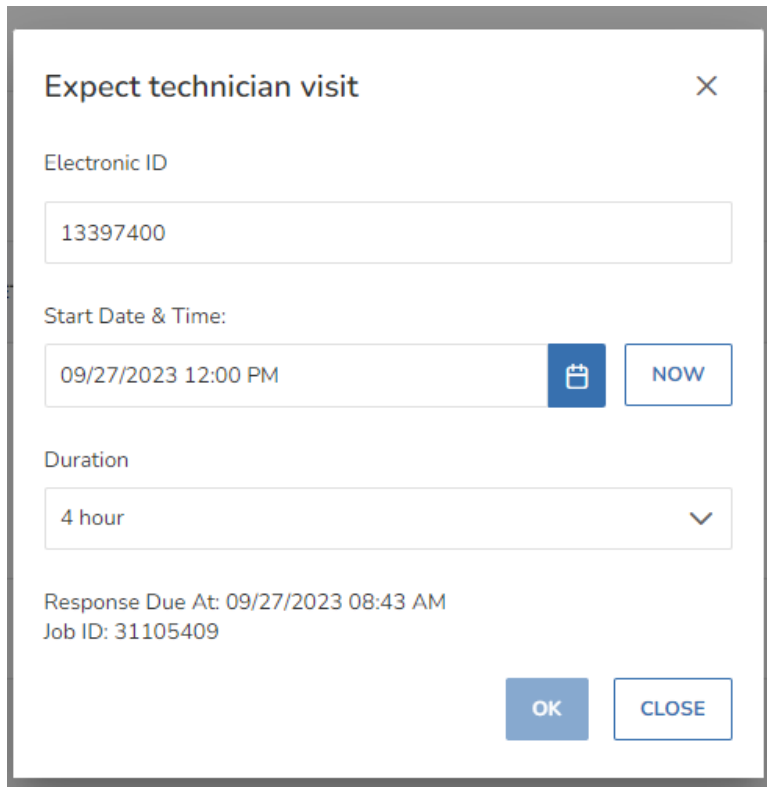 Expect technician visit
Electronic ID
13397400
Start Date & Time:
09/27/2023 12:00 PM
NOW
Duration
4 hour
Response Due At: 09/27/2023 08:43 AM
Job ID: 31105409
OK
CLOSE